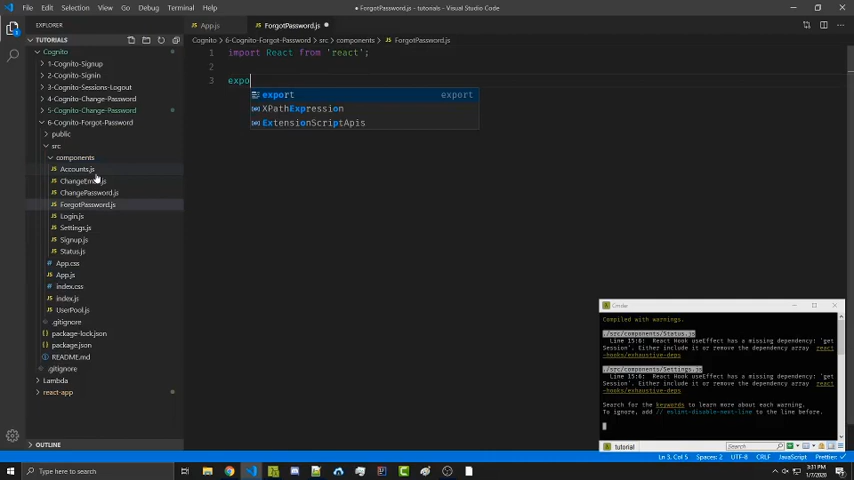 File Edit Selection View Go Debug Terminal Help
● ForgotPassword.js - tutorials - Visual Studio Code
EXPLORER
App.js
ForgotPassword.js ●
TUTORIALS
Cognito > 6-Cognito-Forgot-Password > src > components > ForgotPassword.js
Cognito
1-Cognito-Signup
2-Cognito-Signin
3-Cognito-Sessions-Logout
4-Cognito-Change-Password
5-Cognito-Change-Password
6-Cognito-Forgot-Password
public
src
components
Accounts.js
ChangePassword.js
ForgotPassword.js
Login.js
Settings.js
Signup.js
Status.js
App.css
App.js
index.css
index.js
UserPool.js
.gitignore
package-lock.json
package.json
README.md
.gitignore
Lambda
react-app
OUTLINE
1 import React from 'react';
2
3 expo
export export
XPathExpression
ExtensionScriptApis
Cmder
Compiled with warnings.
./src/components/Status.js
Line 15:6: React Hook useEffect has a missing dependency: 'get
Session'. Either include it or remove the dependency array react
-hooks/exhaustive-deps
./src/components/Settings.js
Line 15:6: React Hook useEffect has a missing dependency: 'get
Session'. Either include it or remove the dependency array react
-hooks/exhaustive-deps
Search for the keywords to learn more about each warning.
To ignore, add // eslint-disable-next-line to the line before.
tutorial
Search
Ln 3, Col 5 Spaces: 2 UTF-8 CRLF JavaScript Prettier: ✓
Type here to search
3:31 PM
1/7/2020